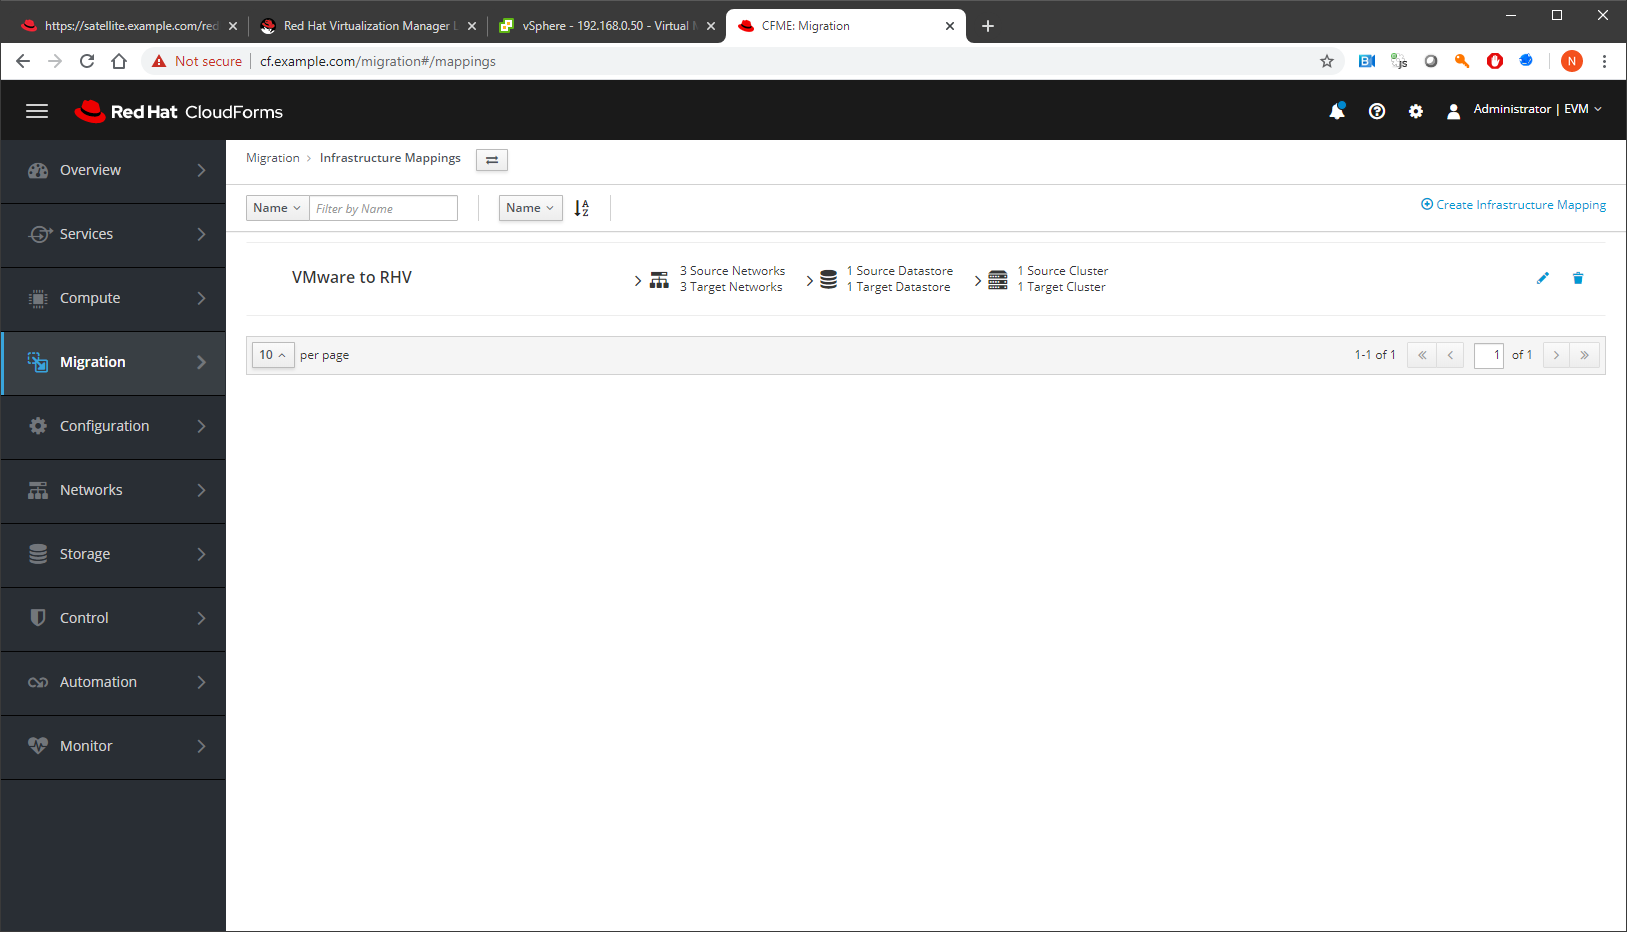 https://satellite.example.com/red
Red Hat Virtualization Manager
vSphere - 192.168.0.50 - Virtual
CFME: Migration
Not secure
cf.example.com/migration#/mappings
N
Red Hat CloudForms
Administrator | EVM
Migration
Infrastructure Mappings
Name
Filter by Name
Name
Create Infrastructure Mapping
Overview
Services
Compute
Migration
Configuration
Networks
Storage
Control
Automation
Monitor
VMware to RHV
3 Source Networks
3 Target Networks
1 Source Datastore
1 Target Datastore
1 Source Cluster
1 Target Cluster
10
per page
1-1 of 1
1
of 1